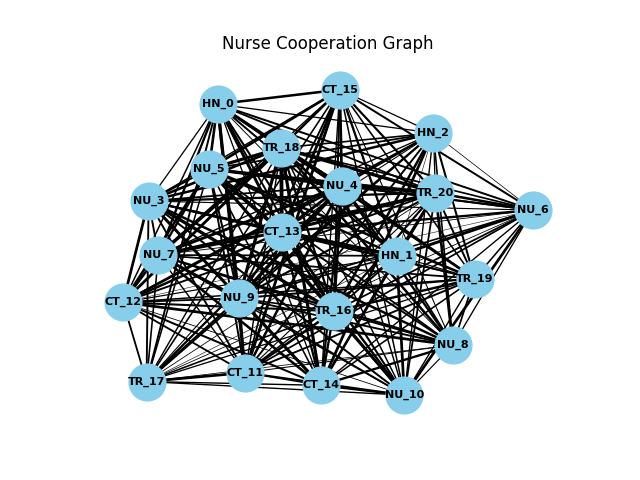 Nurse Cooperation Graph
CT_15
HN_0
HN_2
TR_18
NU_5
NU_4
TR_20
NU_3
NU_6
CT_13
NU_7
HN_1
TR_19
NU_9
CT_12
TR_16
NU_8
CT_11
TR_17
CT_14
NU_10